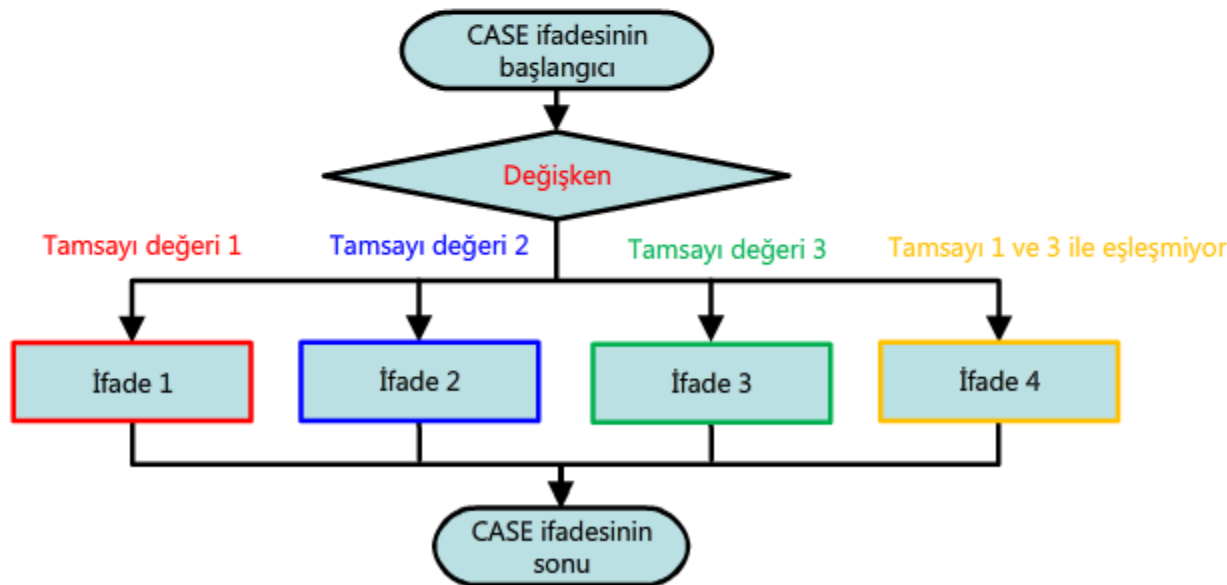 CASE ifadesinin
başlangıcı
Değişken
Tamsayı değeri 1
Tamsayı değeri 2
Tamsayı değeri 3
Tamsayı 1 ve 3 ile eşleşmiyor
İfade 1
İfade 2
İfade 3
İfade 4
CASE ifadesinin
sonu